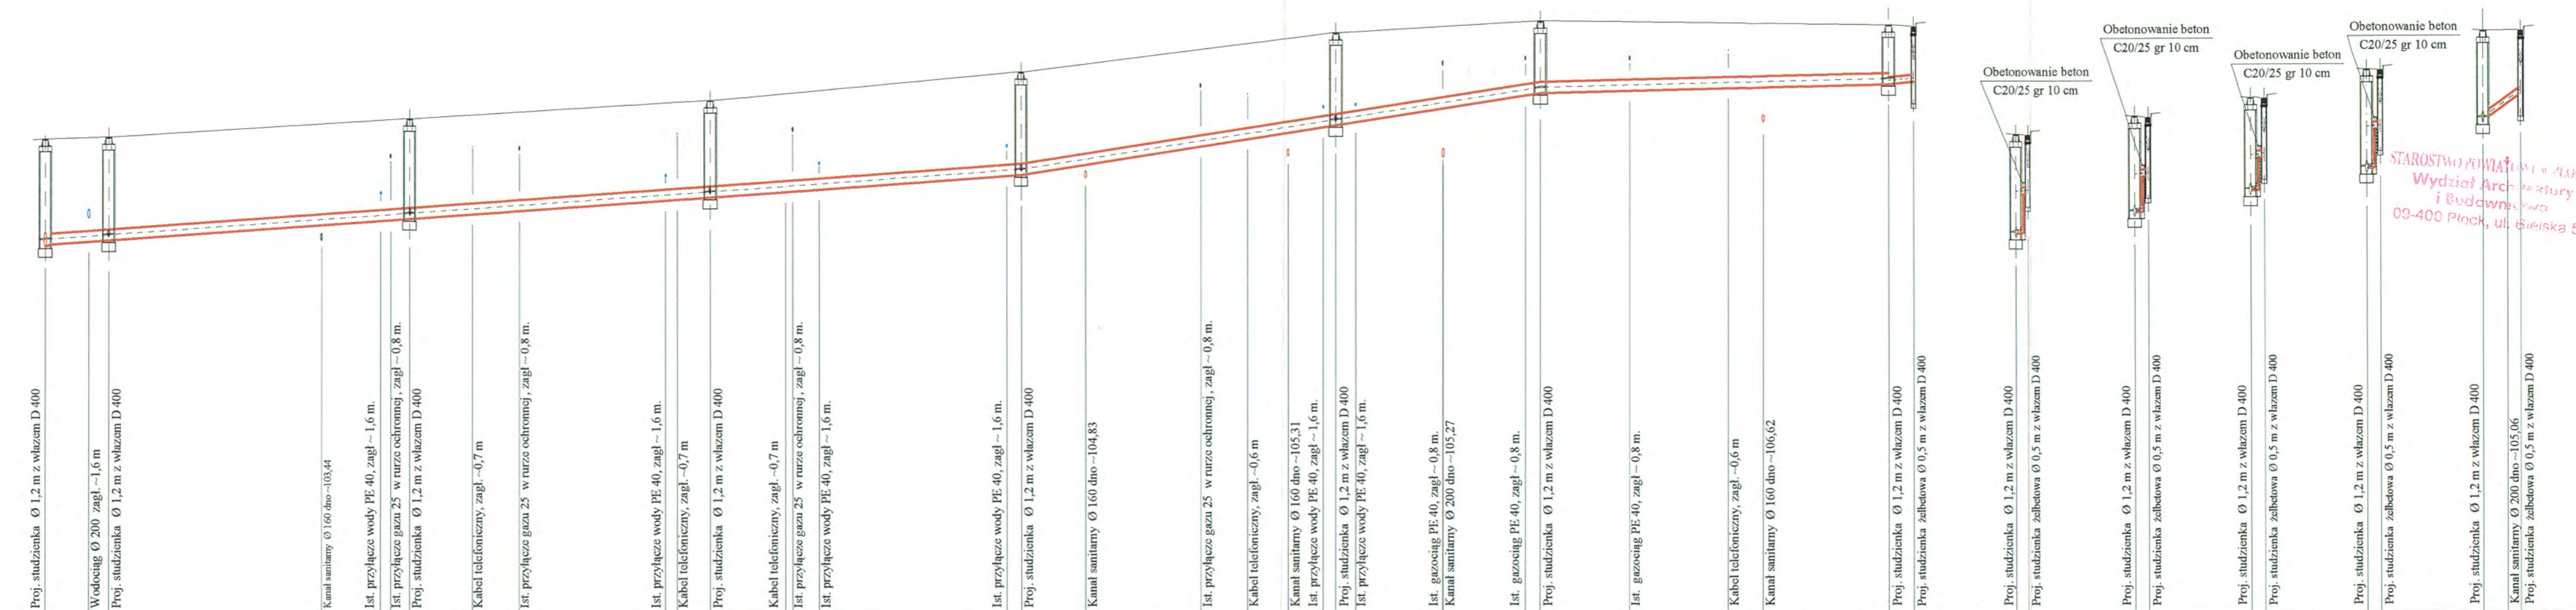 Obetonowanie beton
C20/25 gr 10 cm
Obetonowanie beton
C20/25 gr 10 cm
Obetonowanie beton
C20/25 gr 10 cm
Obetonowanie beton
C20/25 gr 10 cm
STAROSTWO POWIATOWE w
Wydział Architektury
i Budownictwa
09-400 Płock, ul. Bielska 5
Proj. studzienka Ø 1,2 m z włazem D 400
Wodociąg Ø 200 zagł. ~1,6 m
Proj. studzienka Ø 1,2 m z włazem D 400
Kanał sanitarny Ø 160 dno ~103,44
Ist. przyłącze wody PE 40, zagł ~ 1,6 m.
Ist. przyłącze gazu 25 w rurze ochronnej, zagł ~ 0,8 m.
Proj. studzienka Ø 1,2 m z włazem D 400
Kabel telefoniczny, zagł. ~0,7 m
Ist. przyłącze gazu 25 w rurze ochronnej, zagł ~ 0,8 m.
Ist. przyłącze wody PE 40, zagł ~ 1,6 m.
Kabel telefoniczny, zagł. ~0,7 m
Proj. studzienka Ø 1,2 m z włazem D 400
Kabel telefoniczny, zagł. ~0,7 m
Ist. przyłącze gazu 25 w rurze ochronnej, zagł ~ 0,8 m.
Ist. przyłącze wody PE 40, zagł ~ 1,6 m.
Ist. przyłącze wody PE 40, zagł ~ 1,6 m.
Proj. studzienka Ø 1,2 m z włazem D 400
Kanał sanitarny Ø 160 dno ~104,83
Ist. przyłącze gazu 25 w rurze ochronnej, zagł ~ 0,8 m.
Kabel telefoniczny, zagł. ~0,6 m
Kanał sanitarny Ø 160 dno ~105,31
Ist. przyłącze wody PE 40, zagł ~ 1,6 m.
Proj. studzienka Ø 1,2 m z włazem D 400
Ist. przyłącze wody PE 40, zagł ~ 1,6 m.
Ist. gazociąg PE 40, zagł ~ 0,8 m.
Kanał sanitarny Ø 200 dno ~105,27
Ist. gazociąg PE 40, zagł ~ 0,8 m.
Proj. studzienka Ø 1,2 m z włazem D 400
Ist. gazociąg PE 40, zagł ~ 0,8 m.
Kabel telefoniczny, zagł. ~0,6 m
Kanał sanitarny Ø 160 dno ~106,62
Proj. studzienka Ø 1,2 m z włazem D 400
Proj. studzienka żelbetowa Ø 0,5 m z włazem D 400
Proj. studzienka Ø 1,2 m z włazem D 400
Proj. studzienka żelbetowa Ø 0,5 m z włazem D 400
Proj. studzienka Ø 1,2 m z włazem D 400
Proj. studzienka żelbetowa Ø 0,5 m z włazem D 400
Proj. studzienka Ø 1,2 m z włazem D 400
Proj. studzienka żelbetowa Ø 0,5 m z włazem D 400
Proj. studzienka Ø 1,2 m z włazem D 400
Proj. studzienka żelbetowa Ø 0,5 m z włazem D 400
Proj. studzienka Ø 1,2 m z włazem D 400
Kanał sanitarny Ø 200 dno ~105,06
Proj. studzienka żelbetowa Ø 0,5 m z włazem D 400